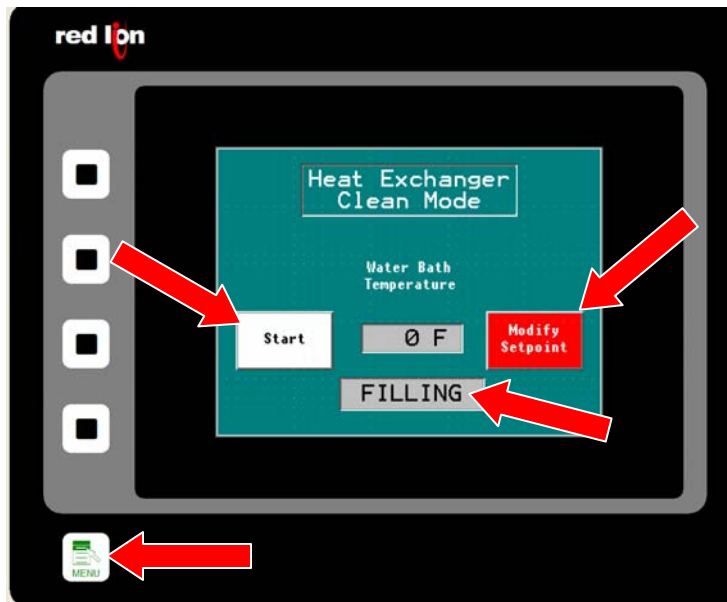 red lion
Heat Exchanger
Clean Mode
Water Bath
Temperature
Start
0 F
Modify
Setpoint
FILLING
MENU